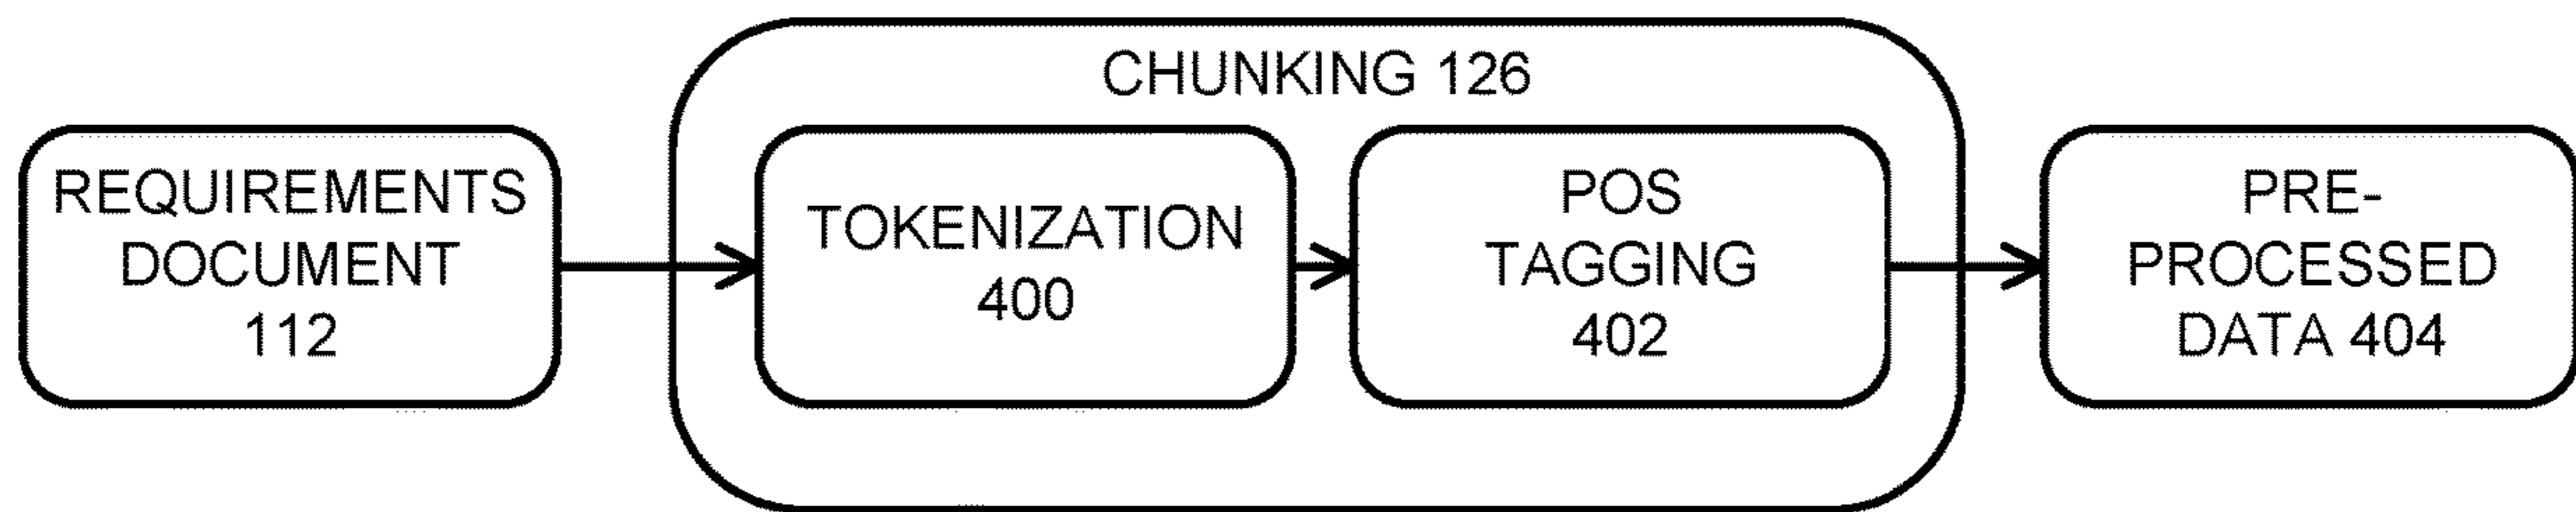 CHUNKING 126
REQUIREMENTS
DOCUMENT
112
TOKENIZATION
400
POS
TAGGING
402
PRE-
PROCESSED
DATA 404